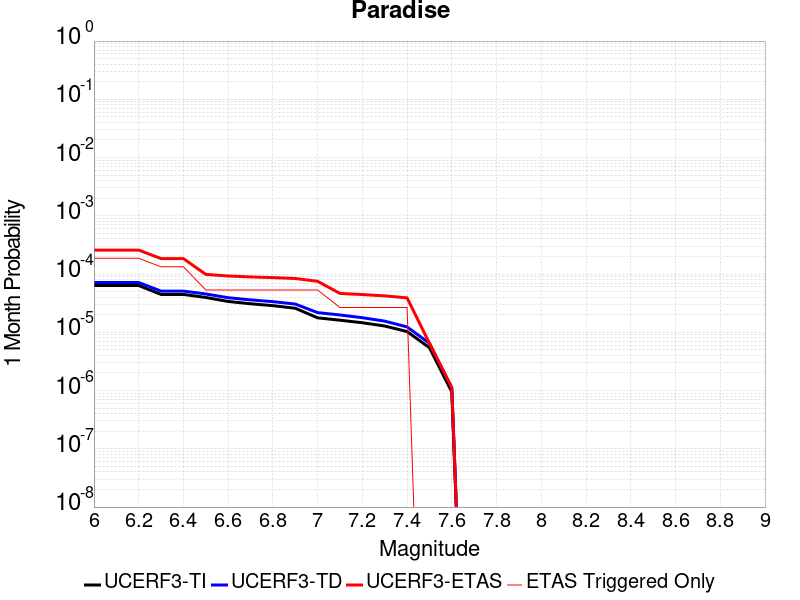 Paradise
1 Month Probability
10^0
10^-1
10^-2
10^-3
10^-4
10^-5
10^-6
10^-7
10^-8
6 6.2 6.4 6.6 6.8 7 7.2 7.4 7.6 7.8 8 8.2 8.4 8.6 8.8 9
Magnitude
UCERF3-TI UCERF3-TD UCERF3-ETAS ETAS Triggered Only